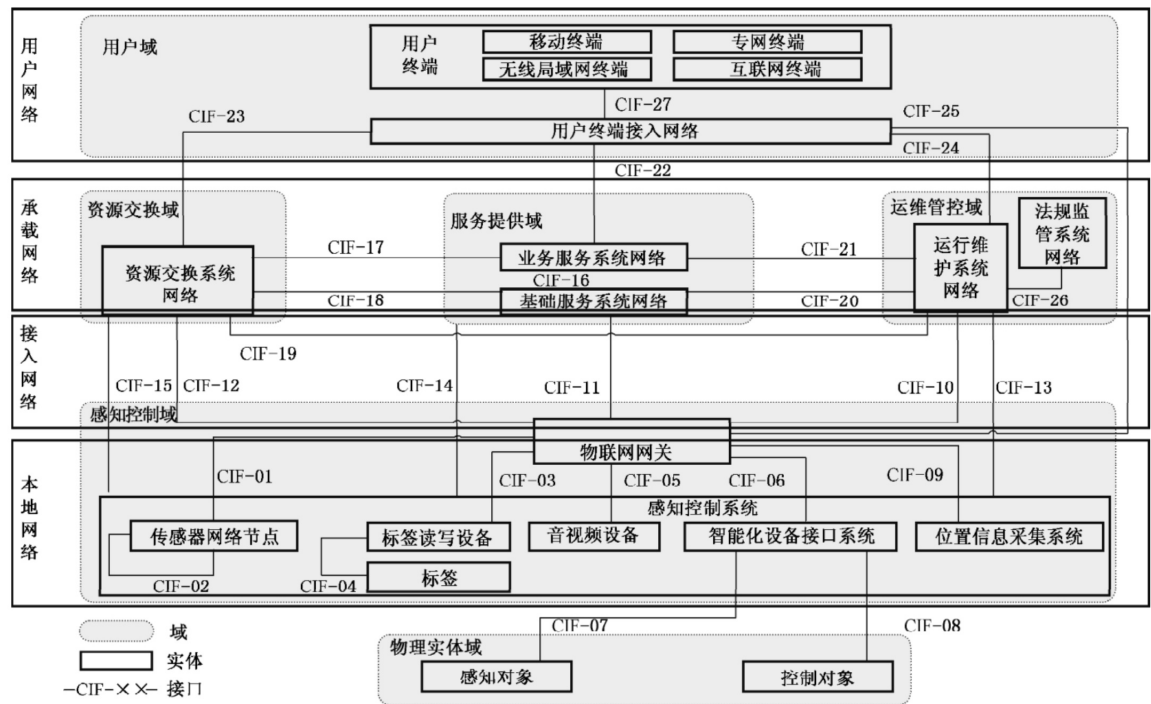 用户网络
用户域
用户终端
移动终端
专网终端
无线局域网终端
互联网终端
CIF-27
CIF-23
CIF-25
用户终端接入网络
CIF-24
CIF-22
承载网络
资源交换域
服务提供域
运维管控域
法规监管系统网络
CIF-17
CIF-21
业务服务系统网络
运行维护系统网络
资源交换系统网络
CIF-16
CIF-18
基础服务系统网络
CIF-20
CIF-26
接入网络
CIF-19
CIF-15
CIF-12
CIF-14
CIF-11
CIF-10
CIF-13
感知控制域
物联网网关
本地网络
CIF-01
CIF-03
CIF-05
CIF-06
CIF-09
感知控制系统
传感器网络节点
标签读写设备
音视频设备
智能化设备接口系统
位置信息采集系统
CIF-02
CIF-04
标签
CIF-07
CIF-08
域
物理实体域
实体
感知对象
控制对象
-CIF-××- 接口